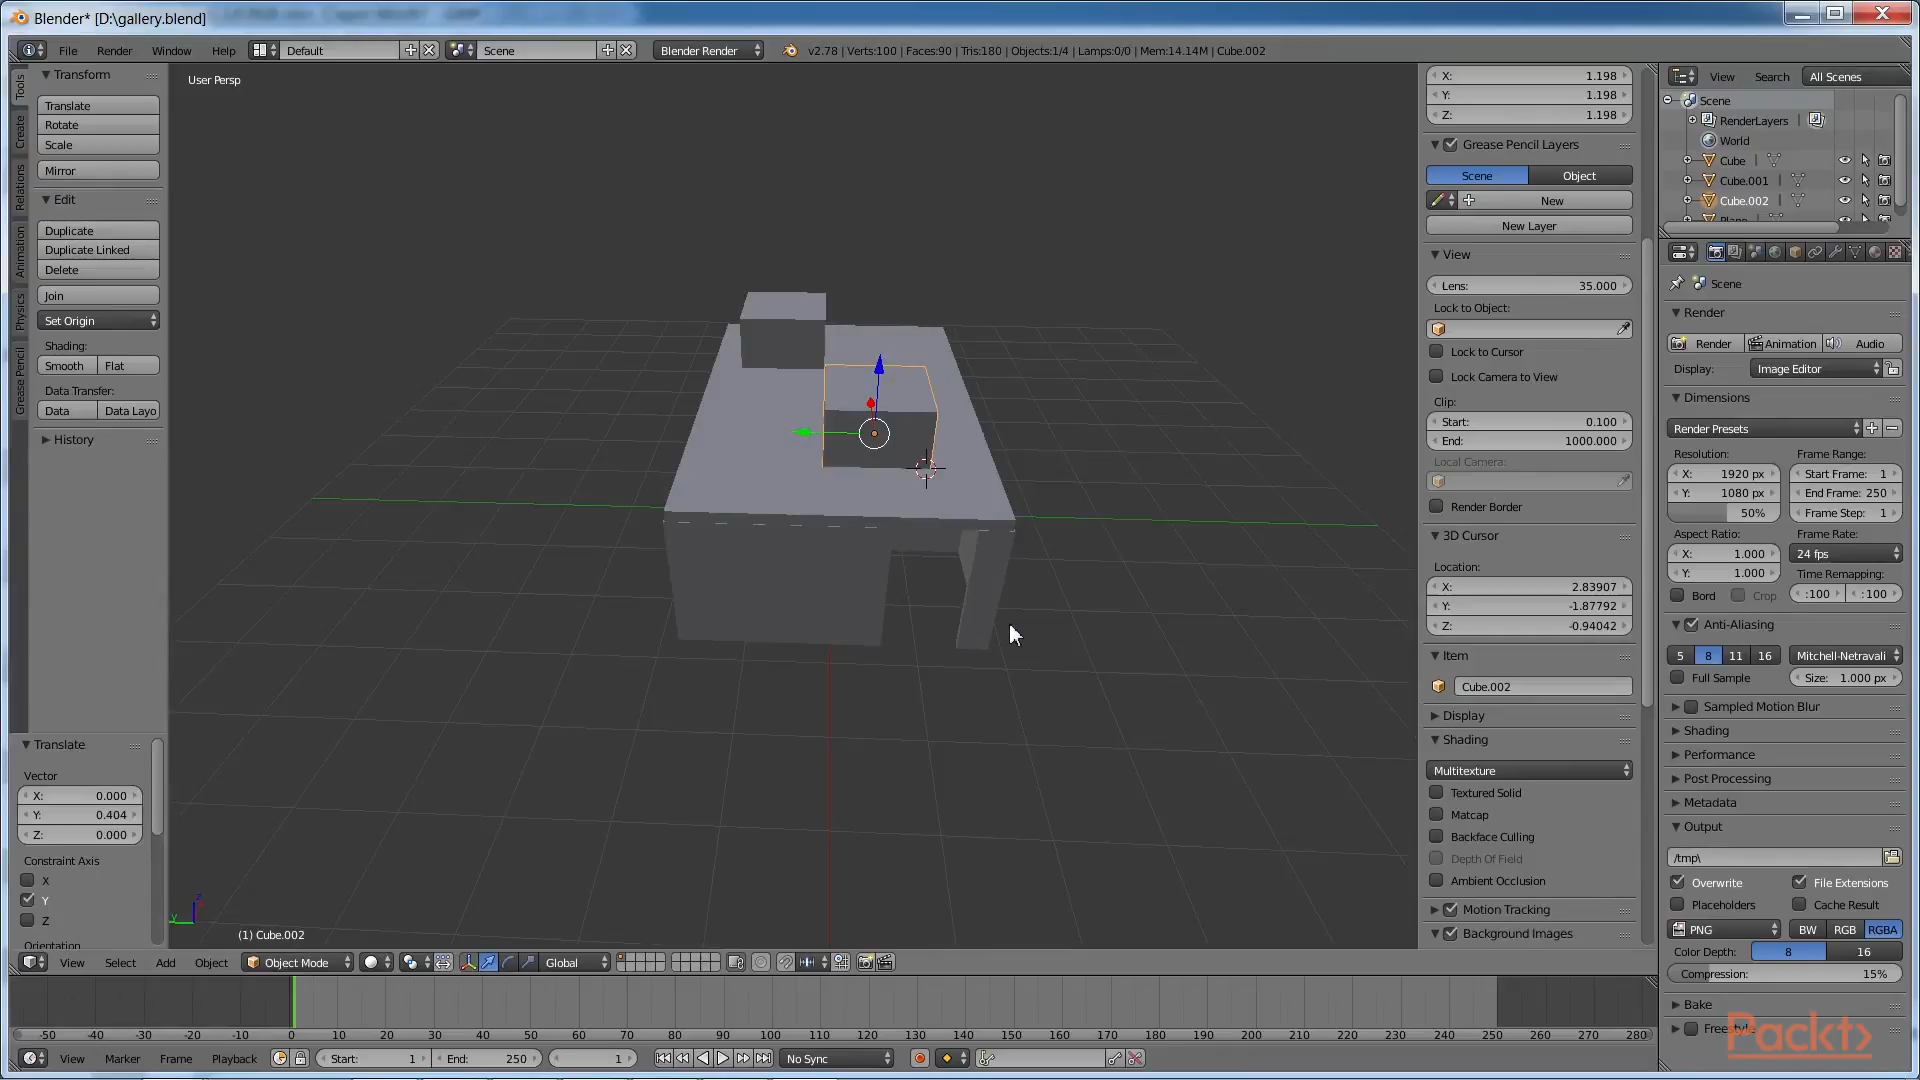 Blender* [D:\gallery.blend]
File Render Window Help Default Scene Blender Render v2.78 | Verts:100 | Faces:90 | Tris:180 | Objects:1/4 | Lamps:0/0 | Mem:14.14M | Cube.002
Tools
Create
Relations
Animation
Physics
Grease Pencil
Transform
Translate
Rotate
Scale
Mirror
Edit
Duplicate
Duplicate Linked
Delete
Join
Set Origin
Shading:
Smooth Flat
Data Transfer:
Data Data Layo
History
Translate
Vector
X: 0.000
Y: 0.404
Z: 0.000
Constraint Axis
X
Y
Z
Orientation
User Persp
(1) Cube.002
X: 1.198
Y: 1.198
Z: 1.198
Grease Pencil Layers
Scene Object
New
New Layer
View
Lens: 35.000
Lock to Object:
Lock to Cursor
Lock Camera to View
Clip:
Start: 0.100
End: 1000.000
Local Camera:
Render Border
3D Cursor
Location:
X: 2.83907
Y: -1.87792
Z: -0.94042
Item
Cube.002
Display
Shading
Multitexture
Textured Solid
Matcap
Backface Culling
Depth Of Field
Ambient Occlusion
Motion Tracking
Background Images
View Search All Scenes
Scene
RenderLayers |
World
Cube |
Cube.001 |
Cube.002 |
Plane
Scene
Render
Render Animation Audio
Display: Image Editor
Dimensions
Render Presets
Resolution: Frame Range:
X: 1920 px Start Frame: 1
Y: 1080 px End Frame: 250
50% Frame Step: 1
Aspect Ratio: Frame Rate:
X: 1.000 24 fps
Y: 1.000 Time Remapping:
Bord Crop :100 :100
Anti-Aliasing
5 8 11 16 Mitchell-Netravali
Full Sample Size: 1.000 px
Sampled Motion Blur
Shading
Performance
Post Processing
Metadata
Output
/tmp\
Overwrite File Extensions
Placeholders Cache Result
PNG BW RGB RGBA
Color Depth: 8 16
Compression: 15%
Bake
Freestyle
Packt>
View Select Add Object Object Mode Global
-50 -40 -30 -20 -10 0 10 20 30 40 50 60 70 80 90 100 110 120 130 140 150 160 170 180 190 200 210 220 230 240 250 260 270 280
View Marker Frame Playback Start: 1 End: 250 1 No Sync